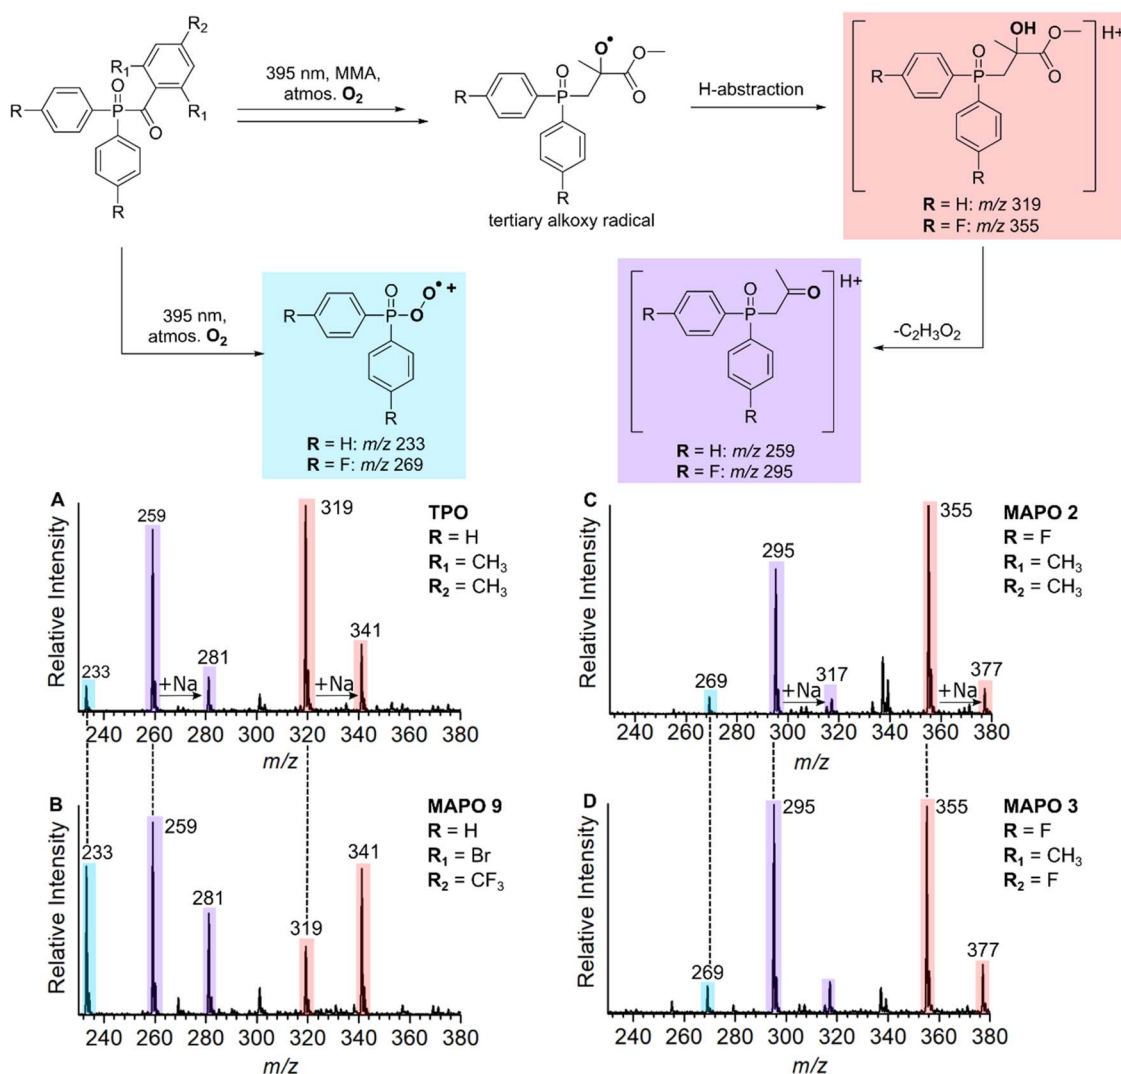 R₂
R₁
O
P
R₁
O
R
R
395 nm, MMA,
atmos. O₂
O•
O
O
P
O
R
R
tertiary alkoxy radical
H-abstraction
OH
H+
O
O
P
O
R
R
R = H: m/z 319
R = F: m/z 355
395 nm,
atmos. O₂
O• +
O
P
O
R
R
R = H: m/z 233
R = F: m/z 269
H+
O
O
P
R
R
R = H: m/z 259
R = F: m/z 295
-C₂H₃O₂
A
TPO
R = H
R₁ = CH₃
R₂ = CH₃
Relative Intensity
233
259
+Na
281
319
+Na
341
240 260 280 300 320 340 360 380
m/z
C
MAPO 2
R = F
R₁ = CH₃
R₂ = CH₃
Relative Intensity
269
295
+Na
317
355
+Na
377
240 260 280 300 320 340 360 380
m/z
B
MAPO 9
R = H
R₁ = Br
R₂ = CF₃
Relative Intensity
233
259
281
319
341
240 260 280 300 320 340 360 380
m/z
D
MAPO 3
R = F
R₁ = CH₃
R₂ = F
Relative Intensity
269
295
355
377
240 260 280 300 320 340 360 380
m/z